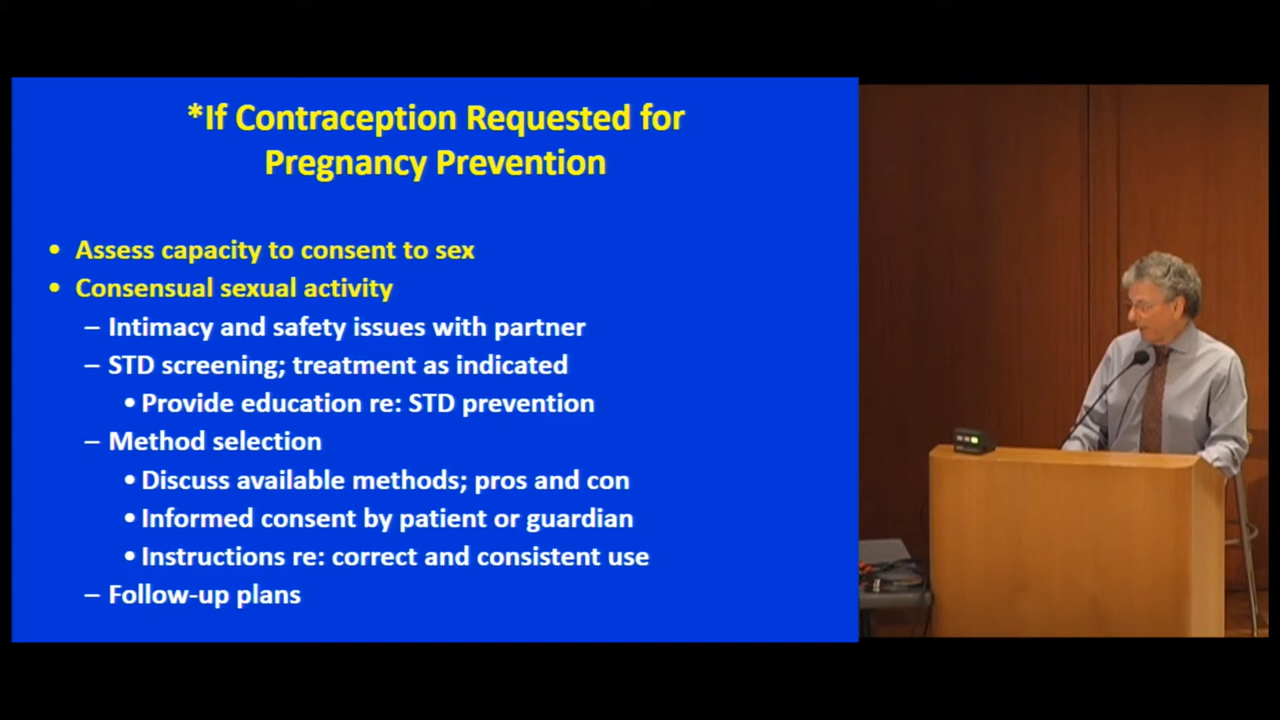 *If Contraception Requested for
Pregnancy Prevention
• Assess capacity to consent to sex
• Consensual sexual activity
– Intimacy and safety issues with partner
– STD screening; treatment as indicated
• Provide education re: STD prevention
– Method selection
• Discuss available methods; pros and con
• Informed consent by patient or guardian
• Instructions re: correct and consistent use
– Follow-up plans